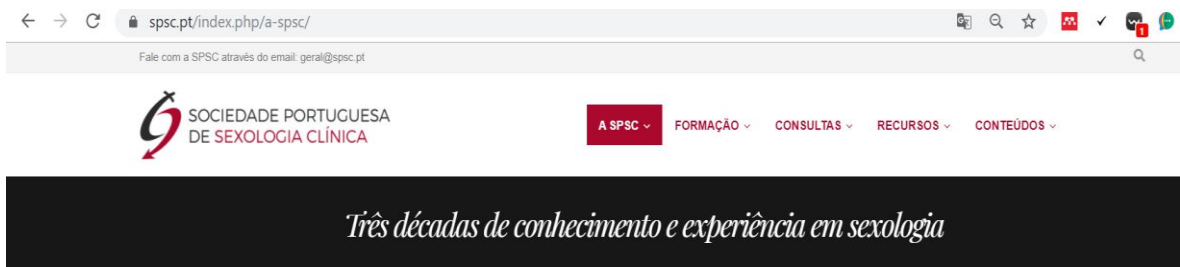 spsc.pt/index.php/a-spsc/
1
Fale com a SPSC através do email: geral@spsc.pt
SOCIEDADE PORTUGUESA
DE SEXOLOGIA CLÍNICA
A SPSC FORMAÇÃO CONSULTAS RECURSOS CONTEÚDOS
Três décadas de conhecimento e experiência em sexologia